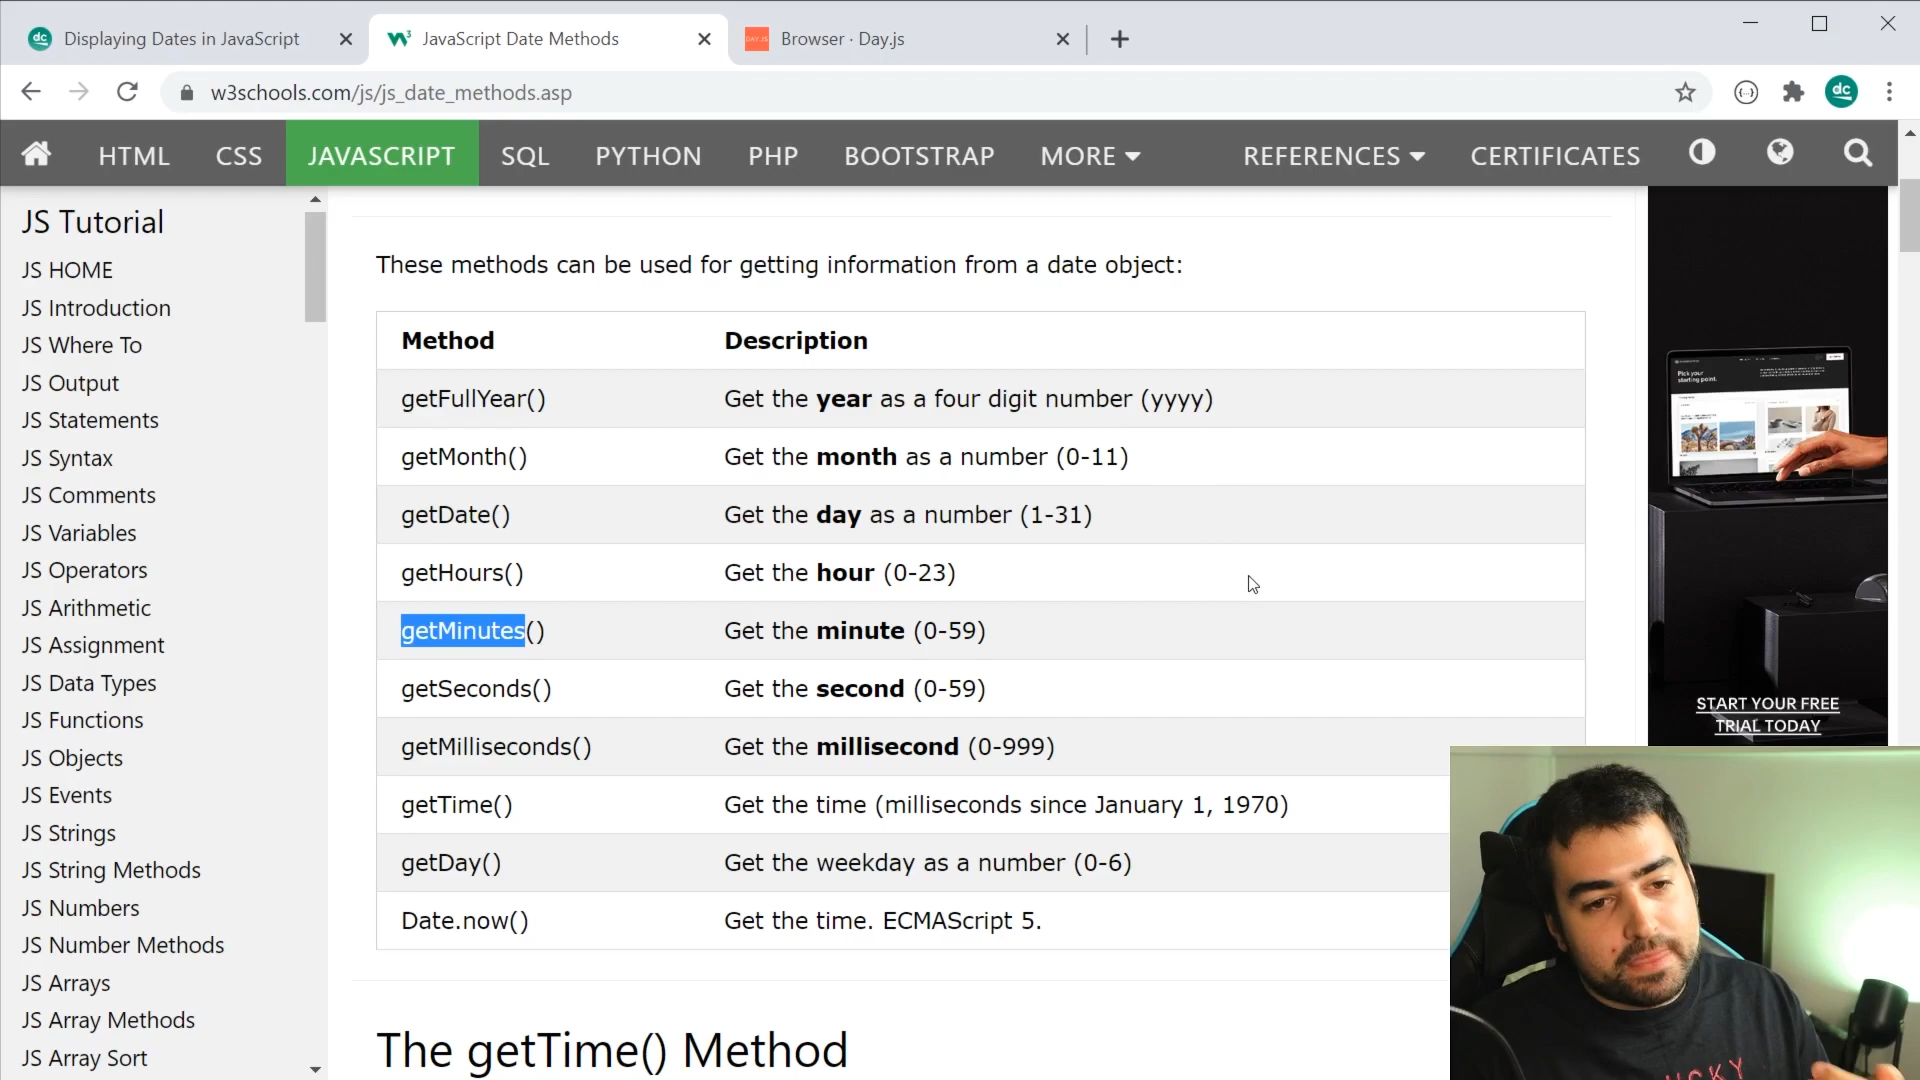 Displaying Dates in JavaScript
JavaScript Date Methods
DAY.JS
Browser · Day.js
w3schools.com/js/js_date_methods.asp
dc
HTML CSS JAVASCRIPT SQL PYTHON PHP BOOTSTRAP MORE REFERENCES CERTIFICATES
JS Tutorial
JS HOME
JS Introduction
JS Where To
JS Output
JS Statements
JS Syntax
JS Comments
JS Variables
JS Operators
JS Arithmetic
JS Assignment
JS Data Types
JS Functions
JS Objects
JS Events
JS Strings
JS String Methods
JS Numbers
JS Number Methods
JS Arrays
JS Array Methods
JS Array Sort
These methods can be used for getting information from a date object:
Method Description
getFullYear() Get the year as a four digit number (yyyy)
getMonth() Get the month as a number (0-11)
getDate() Get the day as a number (1-31)
getHours() Get the hour (0-23)
getMinutes() Get the minute (0-59)
getSeconds() Get the second (0-59)
getMilliseconds() Get the millisecond (0-999)
getTime() Get the time (milliseconds since January 1, 1970)
getDay() Get the weekday as a number (0-6)
Date.now() Get the time. ECMAScript 5.
The getTime() Method
Pick your
starting point.
START YOUR FREE
TRIAL TODAY